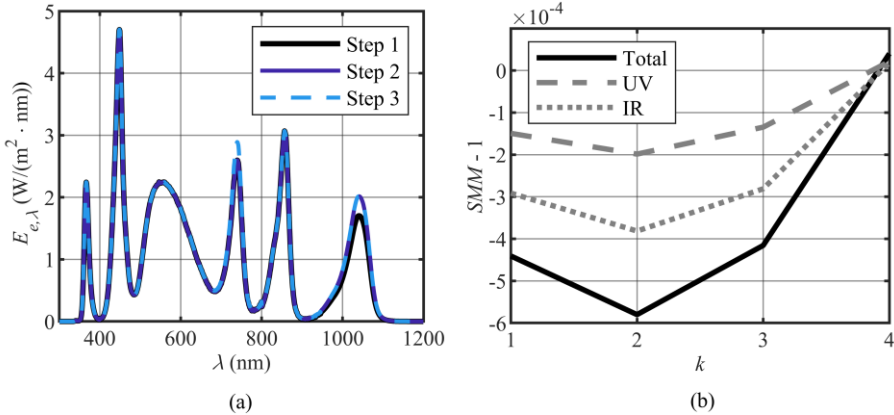 (a)
5
4
3
2
1
0
E_{e,λ} (W/(m² · nm))
Step 1
Step 2
Step 3
400 600 800 1000 1200
λ (nm)
(b)
×10⁻⁴
0
-1
-2
-3
-4
-5
-6
SMM - 1
Total
UV
IR
1 2 3 4
k
(a)
(b)